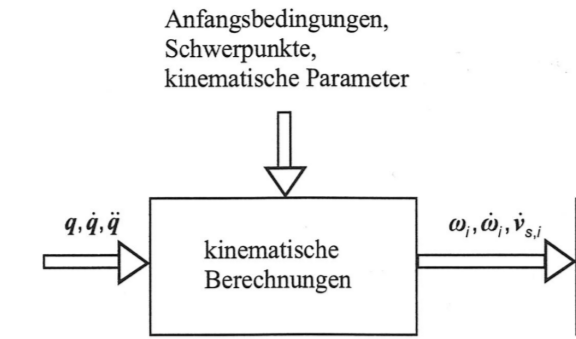 Anfangsbedingungen,
Schwerpunkte,
kinematische Parameter
q, q̇, q̈
kinematische
Berechnungen
ωᵢ, ω̇ᵢ, v̇ₛ,ᵢ